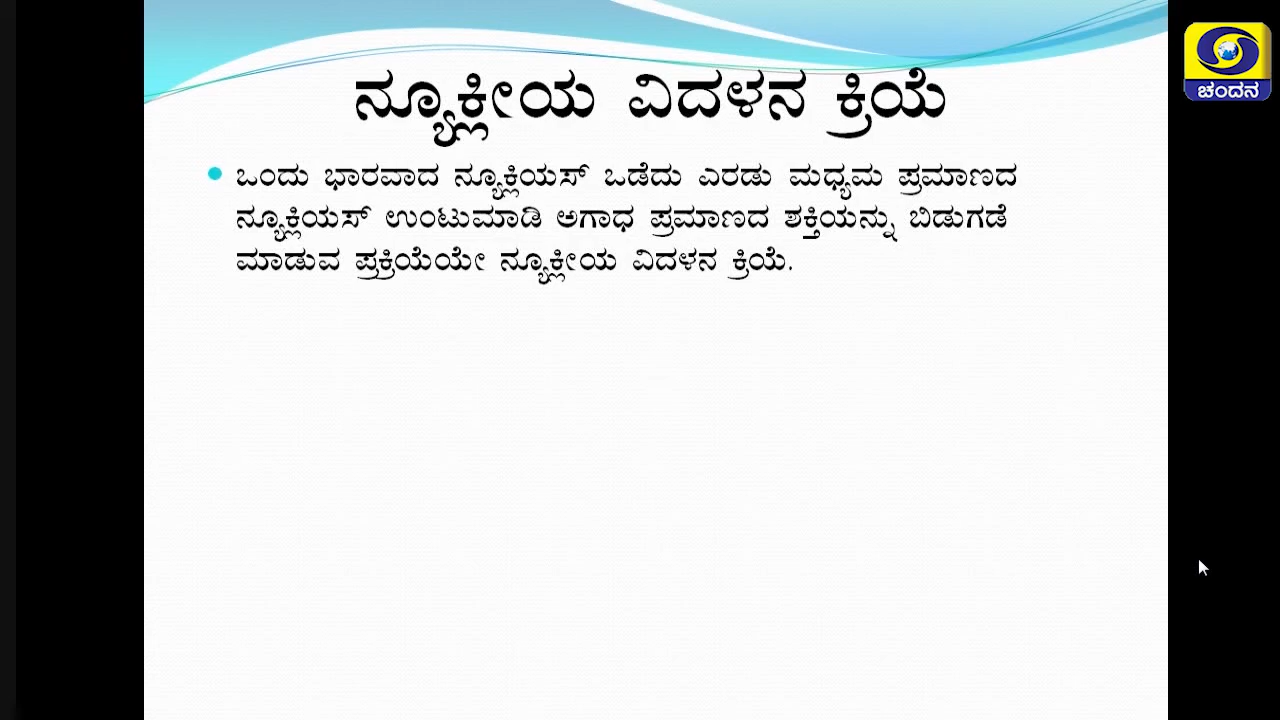 ನ್ಯೂಕ್ಲೀಯ ವಿದಳನ ಕ್ರಿಯೆ
ಚಂದನ
ಒಂದು ಭಾರವಾದ ನ್ಯೂಕ್ಲಿಯಸ್ ಒಡೆದು ಎರಡು ಮಧ್ಯಮ ಪ್ರಮಾಣದ
ನ್ಯೂಕ್ಲಿಯಸ್ ಉಂಟುಮಾಡಿ ಅಗಾಧ ಪ್ರಮಾಣದ ಶಕ್ತಿಯನ್ನು ಬಿಡುಗಡೆ
ಮಾಡುವ ಪ್ರಕ್ರಿಯೆಯೇ ನ್ಯೂಕ್ಲೀಯ ವಿದಳನ ಕ್ರಿಯೆ.